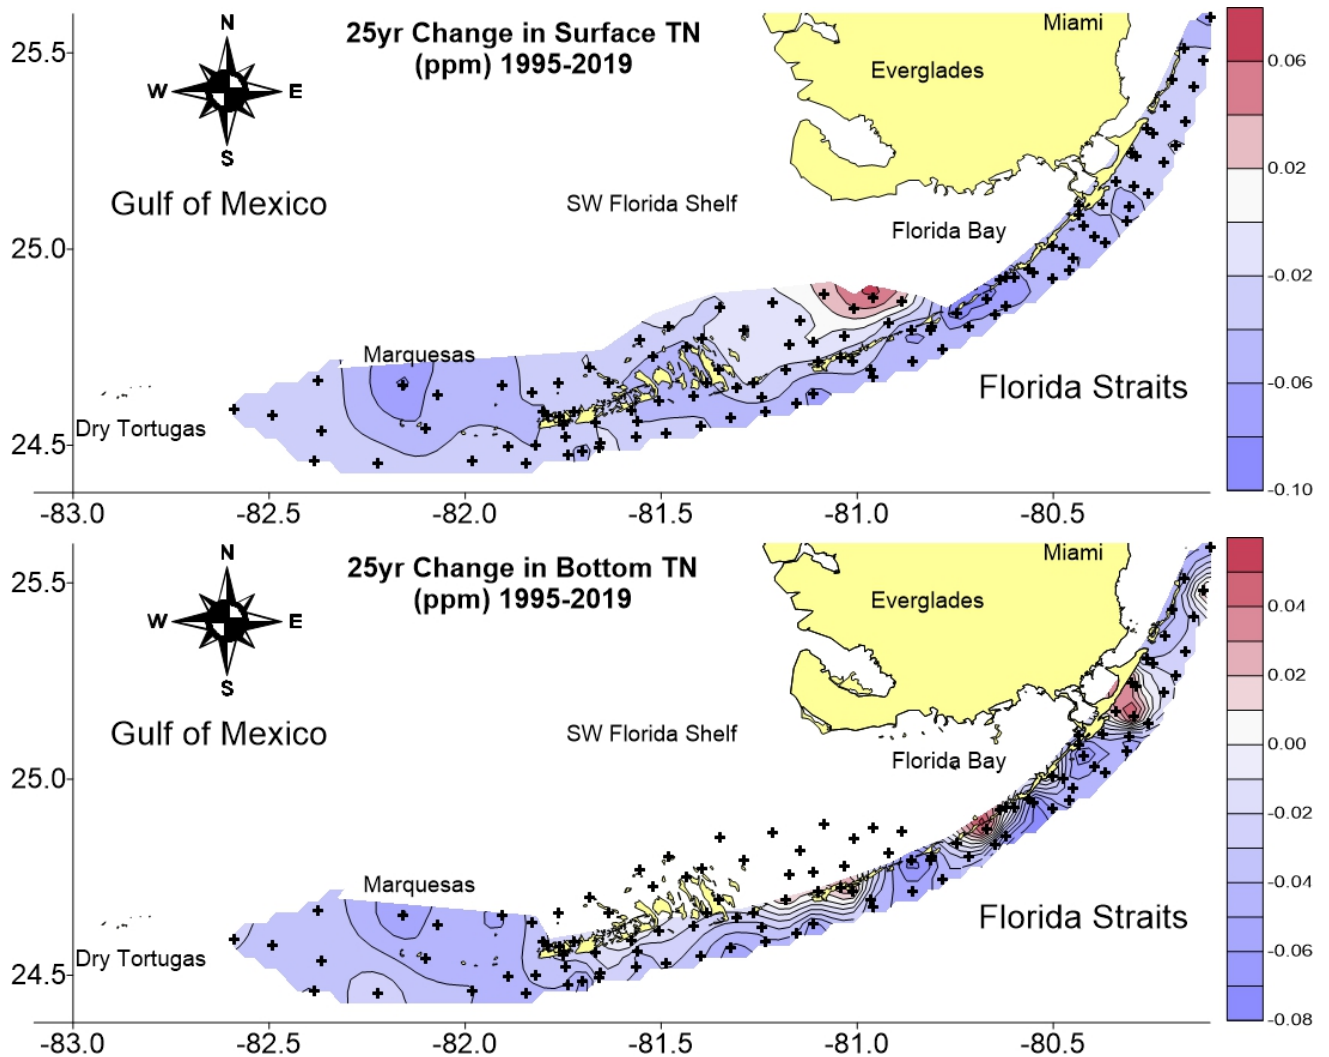 N
25yr Change in Surface TN
(ppm) 1995-2019
Miami
25.5
W
E
Everglades
0.06
S
0.02
Gulf of Mexico
SW Florida Shelf
Florida Bay
25.0
-0.02
Marquesas
-0.06
Florida Straits
Dry Tortugas
24.5
-0.10
-83.0
-82.5
-82.0
-81.5
-81.0
-80.5
N
25yr Change in Bottom TN
(ppm) 1995-2019
Miami
25.5
W
E
Everglades
0.04
S
0.02
Gulf of Mexico
SW Florida Shelf
0.00
Florida Bay
25.0
-0.02
Marquesas
-0.04
Florida Straits
Dry Tortugas
-0.06
24.5
-0.08
-83.0
-82.5
-82.0
-81.5
-81.0
-80.5